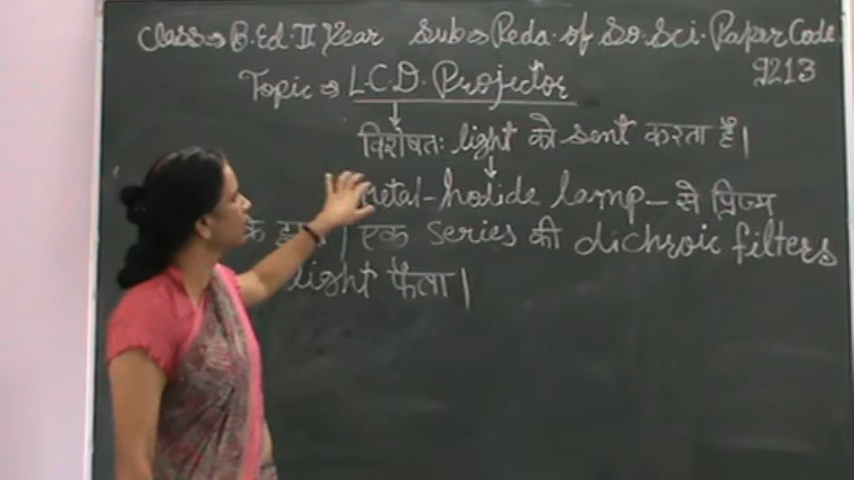 Class⇒ B.Ed. II Year Sub⇒ Peda. of So. Sci. Paper Code
9213
Topic ⇒ L.C.D. Projector
विशेषतः light को sent करता है।
metal-halide lamp – से प्रिज्म
के | एक series की dichroic filters
light फैला।